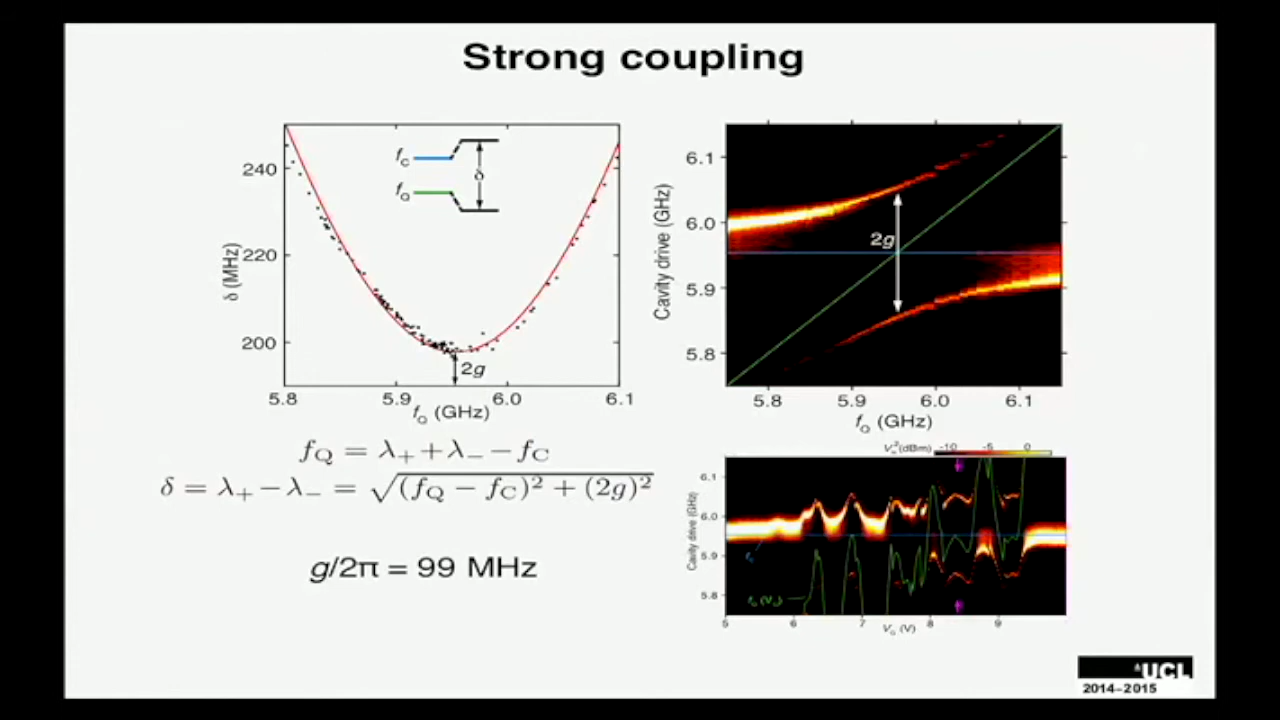 Strong coupling
240
220
200
δ (MHz)
f_C
f_Q
δ
2g
5.8 5.9 6.0 6.1
f_Q (GHz)
6.1
6.0
5.9
5.8
Cavity drive (GHz)
2g
5.8 5.9 6.0 6.1
f_Q (GHz)
f_Q = λ_+ + λ_− − f_C
δ = λ_+ − λ_− = √(f_Q − f_C)² + (2g)²
g/2π = 99 MHz
(dBm) -10 -5 0
6.1
6.0
5.9
5.8
Cavity drive (GHz)
5 6 7 8 9
(V)
UCL
2014–2015